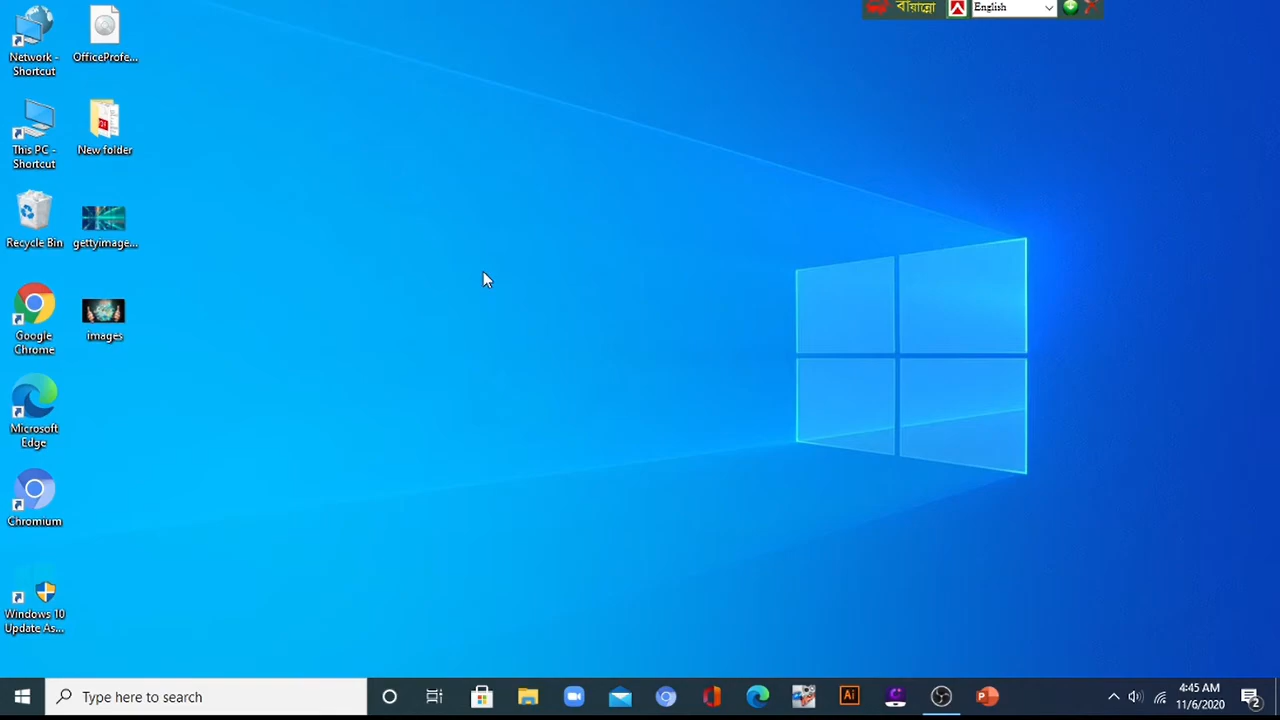 বায়ান্নো English
Network -
Shortcut
OfficeProfe...
This PC -
Shortcut
New folder
Recycle Bin
gettyimage...
Google
Chrome
images
Microsoft
Edge
Chromium
Windows 10
Update As...
Type here to search
Ai
P
4:45 AM
11/6/2020
2